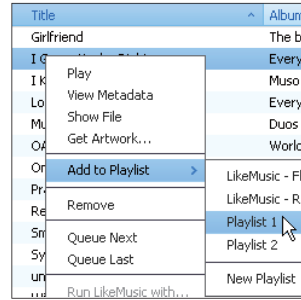 Title
Girlfriend
Play
View Metadata
Show File
Get Artwork...
Add to Playlist
Remove
Queue Next
Queue Last
Run LikeMusic with...
LikeMusic - 
LikeMusic - R
Playlist 1
Playlist 2
New Playlist
Album
The b
Every
Muso
Every
Duos
World